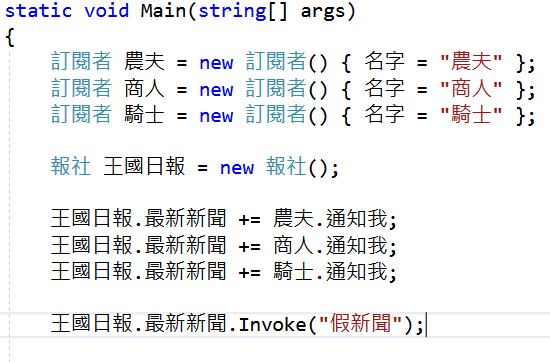 static void Main(string[] args)
{
訂閱者 農夫 = new 訂閱者() { 名字 = "農夫" };
訂閱者 商人 = new 訂閱者() { 名字 = "商人" };
訂閱者 騎士 = new 訂閱者() { 名字 = "騎士" };
報社 王國日報 = new 報社();
王國日報.最新新聞 += 農夫.通知我;
王國日報.最新新聞 += 商人.通知我;
王國日報.最新新聞 += 騎士.通知我;
王國日報.最新新聞.Invoke("假新聞");